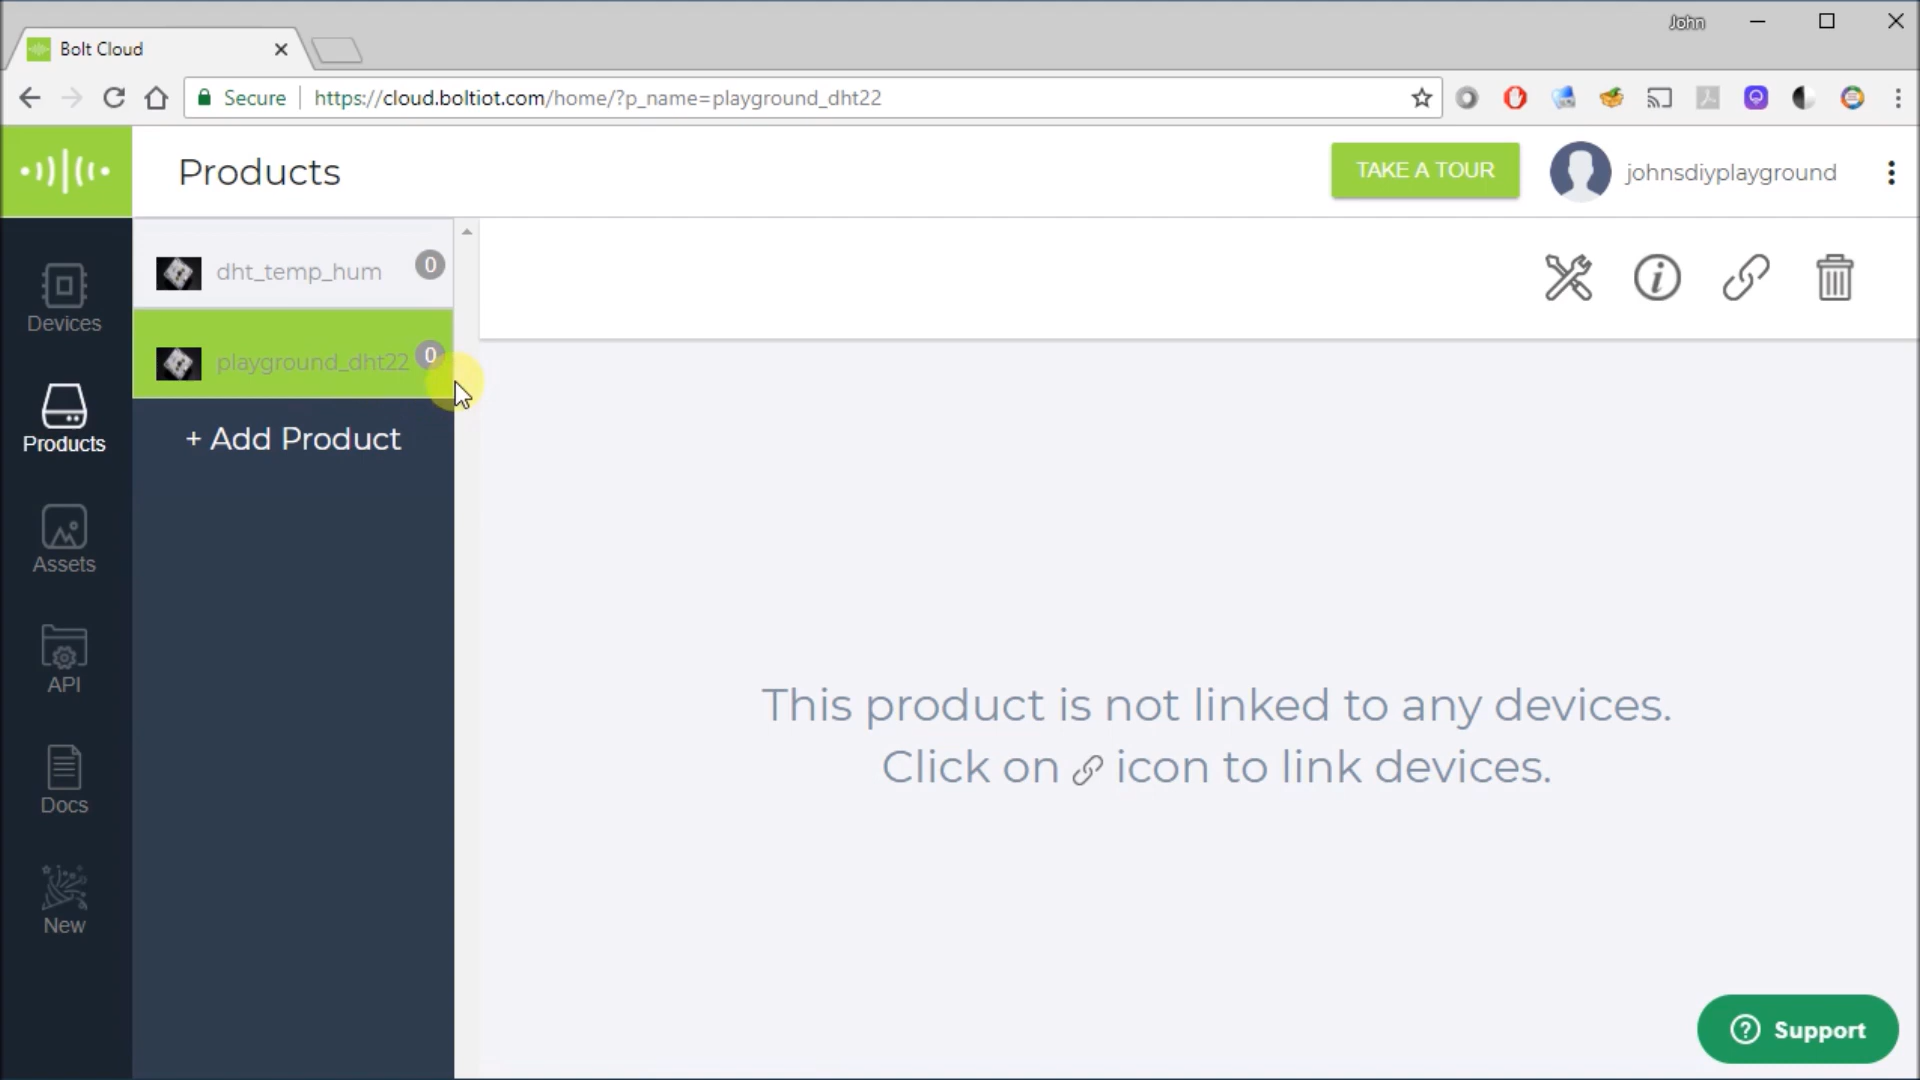 John
Bolt Cloud
Secure https://cloud.boltiot.com/home/?p_name=playground_dht22
Products
TAKE A TOUR
johnsdiyplayground
Devices
Products
Assets
API
Docs
New
dht_temp_hum 0
playground_dht22 0
+ Add Product
This product is not linked to any devices.
Click on icon to link devices.
Support